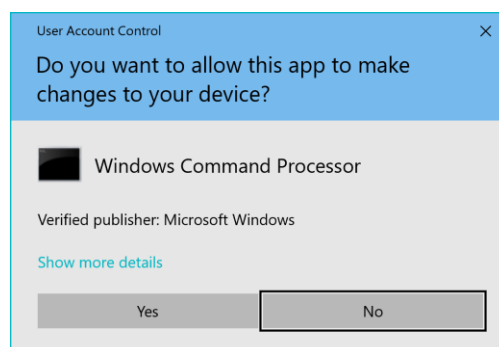 User Account Control
Do you want to allow this app to make
changes to your device?
Windows Command Processor
Verified publisher: Microsoft Windows
Show more details
Yes
No